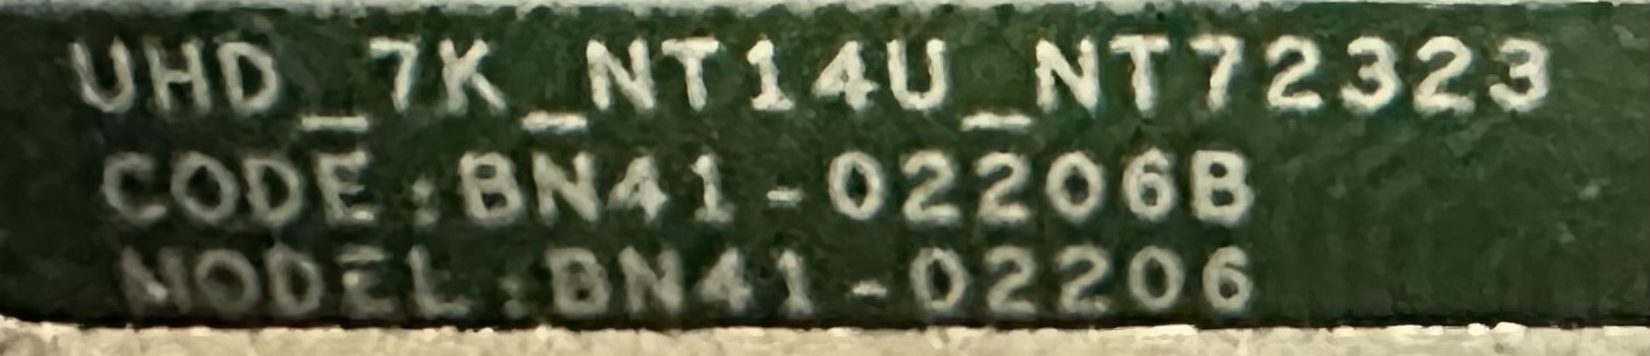 UHD_7K_NT14U_NT72323
CODE:BN41-02206B
MODEL:BN41-02206